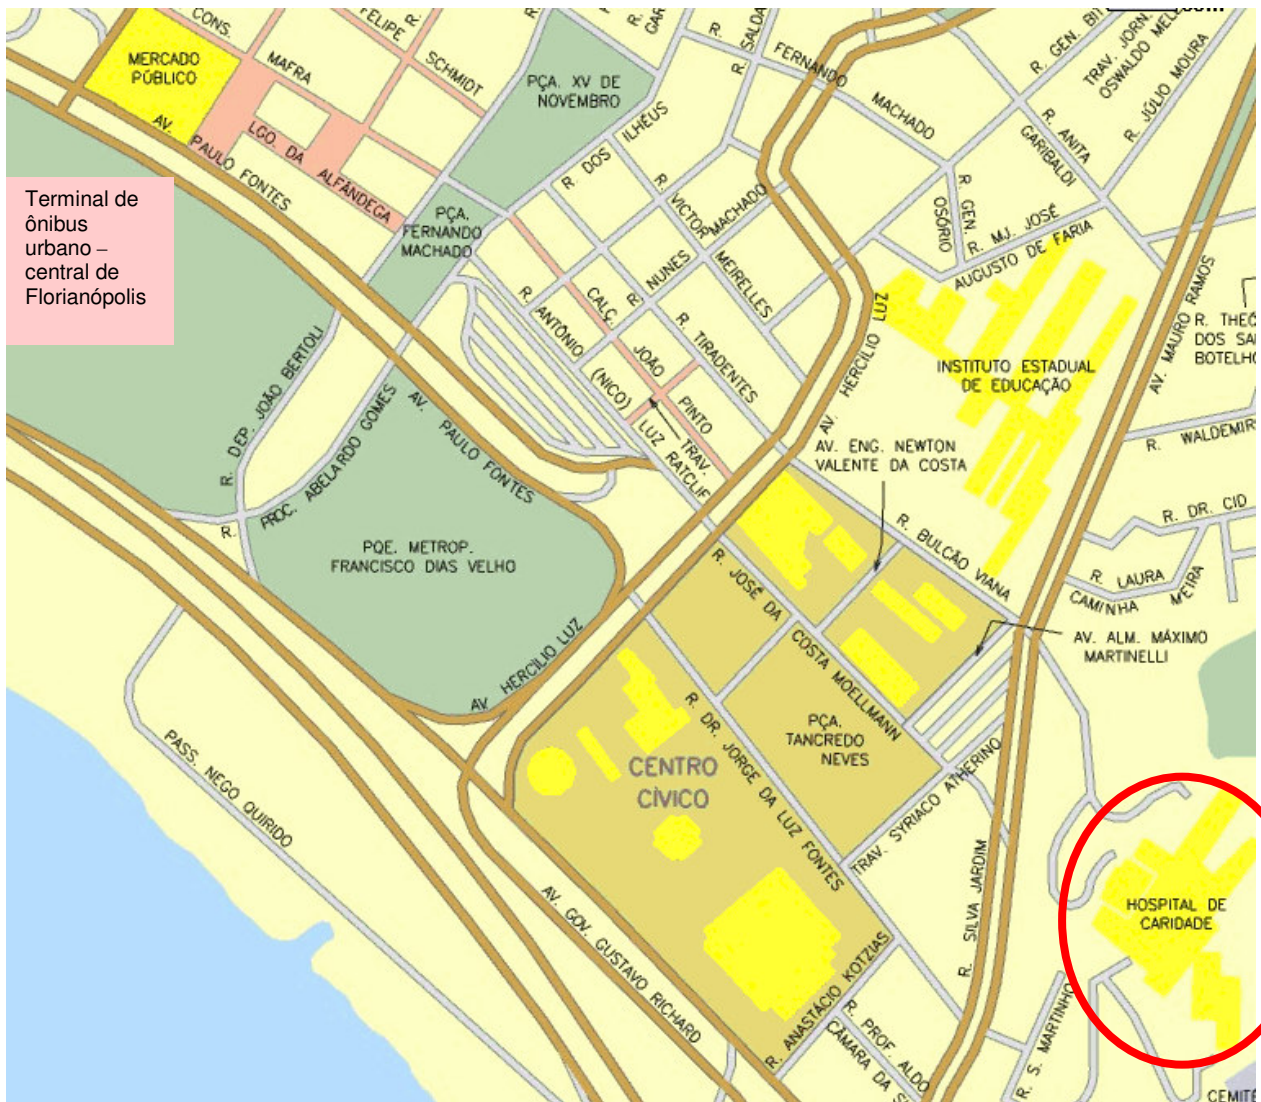 CONS.
FELIPE
SCHMIDT
R.
R.
GAR
R.
SALDA
R.
FERNANDO
MACHADO
R. GEN. BIT
TRAV. JORN.
OSWALDO MEL
R. JÚLIO MOURA
MERCADO
PÚBLICO
MAFRA
PÇA. XV DE
NOVEMBRO
R. DOS ILHÉUS
R. ANITA
GARIBALDI
AV. PAULO FONTES
LGO. DA ALFÂNDEGA
Terminal de
ônibus
urbano –
central de
Florianópolis
PÇA.
FERNANDO
MACHADO
R. VICTOR
MEIRELLES
R. NUNES MACHADO
R. GEN.
OSÓRIO
R. MJ. JOSÉ
AUGUSTO DE FARIA
R. ANTÔNIO
(NICO) LUZ
CALÇ. JOÃO PINTO
R. TIRADENTES
AV. HERCÍLIO LUZ
AV. MAURO RAMOS
R. THEÓ
DOS SA
BOTELHO
INSTITUTO ESTADUAL
DE EDUCAÇÃO
R. DEP. JOÃO BERTOLI
R. PROC. ABELARDO GOMES
AV. PAULO FONTES
TRAV.
RATCLIF
AV. ENG. NEWTON
VALENTE DA COSTA
R. WALDEMIR
R. DR. CID
R. BULCÃO VIANA
PQE. METROP.
FRANCISCO DIAS VELHO
R. JOSÉ DA
COSTA MOELLMANN
R. LAURA
CAMINHA MEIRA
AV. ALM. MÁXIMO
MARTINELLI
AV. HERCÍLIO LUZ
R. DR. JORGE DA LUZ FONTES
PÇA.
TANCREDO
NEVES
PASS. NEGO QUIRIDO
CENTRO
CÍVICO
TRAV. SYRIACO ATHERINO
R. SILVA JARDIM
HOSPITAL DE
CARIDADE
AV. GOV. GUSTAVO RICHARD
R. ANASTÁCIO KOTZIAS
R. PROF. ALDO
CÂMARA DA S
R. S. MARTINHO
CEMITÉ